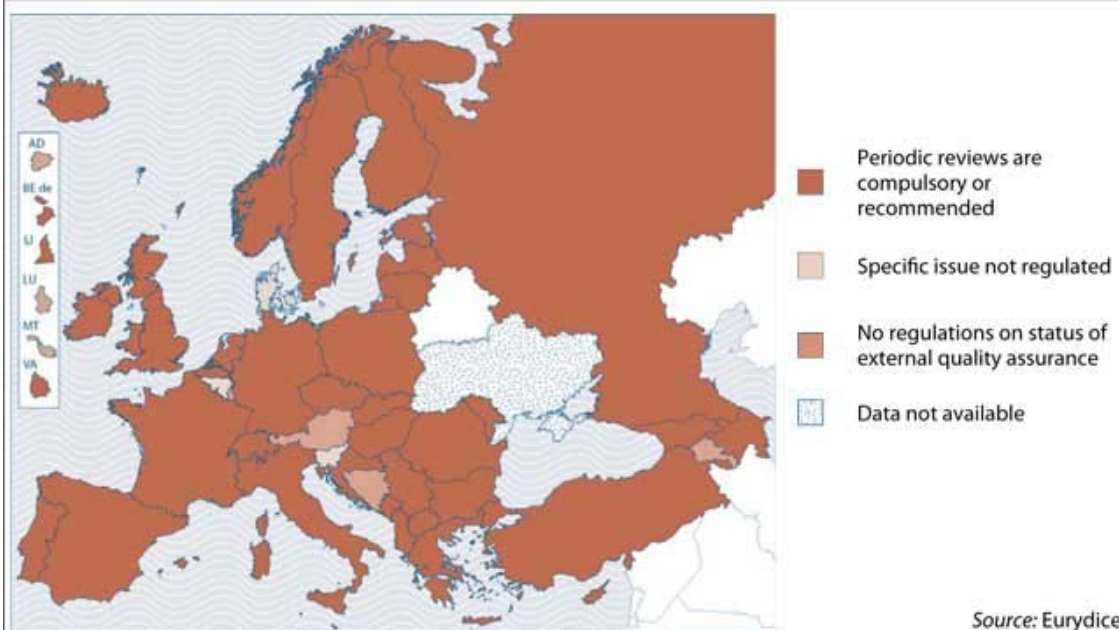 AD
BE de
LI
LU
MT
VA
Periodic reviews are
compulsory or
recommended
Specific issue not regulated
No regulations on status of
external quality assurance
Data not available
Source: Eurydice